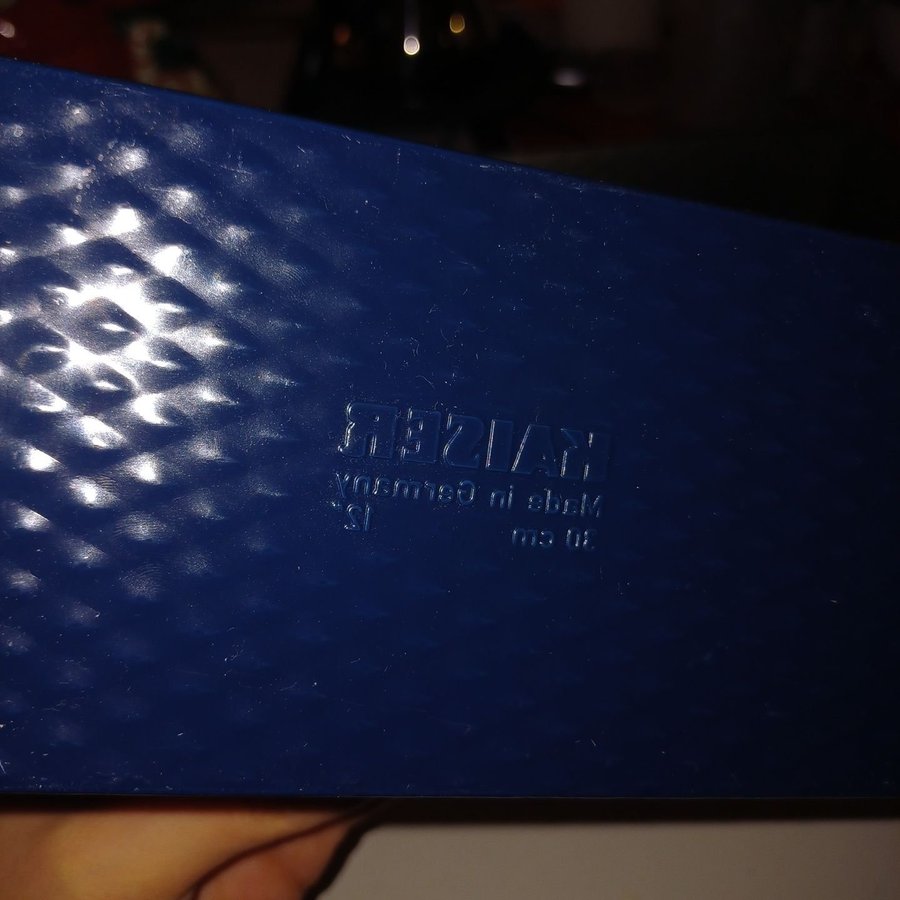 KAISER
Made in Germany
30 cm 12"